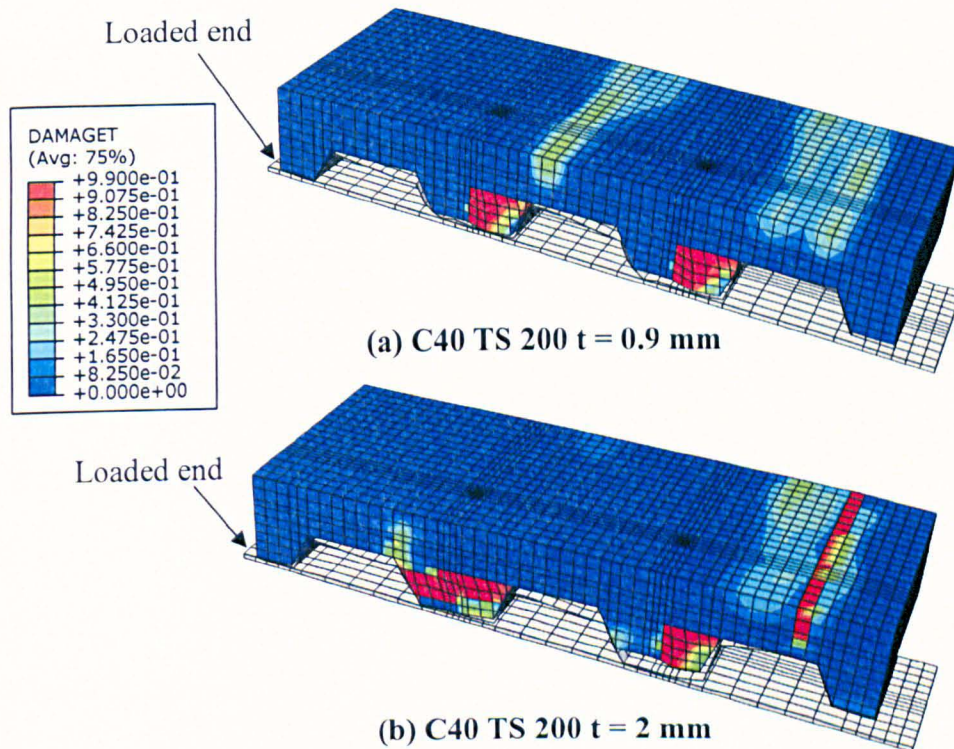 Loaded end
DAMAGET
(Avg: 75%)
+9.900e-01
+9.075e-01
+8.250e-01
+7.425e-01
+6.600e-01
+5.775e-01
+4.950e-01
+4.125e-01
+3.300e-01
+2.475e-01
+1.650e-01
+8.250e-02
+0.000e+00
(a) C40 TS 200 t = 0.9 mm
Loaded end
(b) C40 TS 200 t = 2 mm